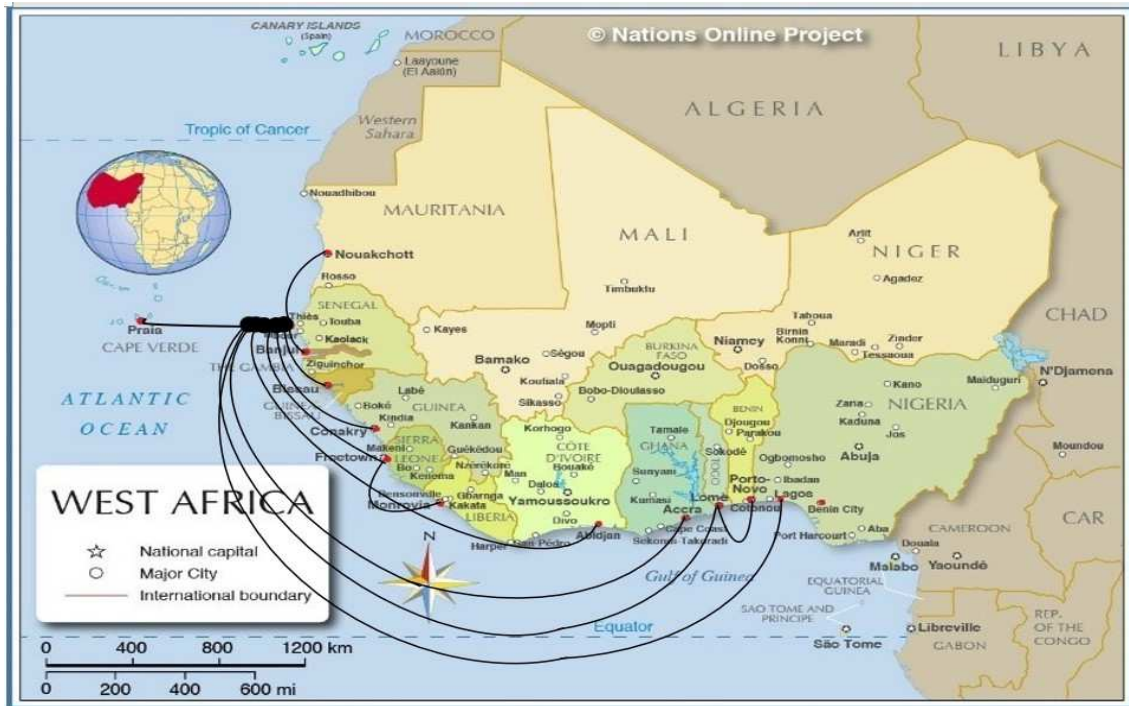 CANARY ISLANDS
(Spain)
MOROCCO
© Nations Online Project
LIBYA
Laayoune
(El Aaiún)
ALGERIA
Western
Sahara
Tropic of Cancer
Nouadhibou
MAURITANIA
MALI
NIGER
Arlit
Agadez
Nouakchott
Rosso
Timbuktu
CHAD
SENEGAL
Thiès
Touba
Kaolack
Praia
CAPE VERDE
Kayes
Mopti
Tahoua
Birnin
Konni
Maradi
Zinder
Tessaoua
Niamey
Dosso
Banjul
THE GAMBIA
Ziguinchor
Bamako
Ségou
BURKINA
FASO
Ouagadougou
Koutiala
Bobo-Dioulasso
Sikasso
N'Djamena
Maiduguri
Kano
NIGERIA
Zaria
Kaduna
Jos
Abuja
Bissau
GUINEA
BISSAU
Labé
GUINEA
Boké
Kindia
Kankan
Conakry
ATLANTIC
OCEAN
BENIN
Djougou
Parakou
Moundou
Korhogo
Tamale
GHANA
TOGO
Sokodé
Ogbomosho
Ibadan
SIERRA
LEONE
Makeni
Freetown
Bo
Kenema
Guékédou
Nzérékoré
CÔTE
D'IVOIRE
Bouaké
Man
Daloa
Sunyani
Kumasi
Yamoussoukro
Divo
Bensonville
Gbarnga
Kakata
Monrovia
LIBERIA
Harper
San-Pédro
Abidjan
Accra
Cape Coast
Sekondi-Takoradi
Lomé
Porto-
Novo
Cotonou
Lagos
Benin City
Aba
Port Harcourt
CAMEROON
CAR
Douala
Malabo
Yaoundé
Gulf of Guinea
EQUATORIAL
GUINEA
SAO TOME AND
PRINCIPE
São Tome
Libreville
GABON
REP.
OF THE
CONGO
Equator
N
WEST AFRICA
National capital
Major City
International boundary
0 400 800 1200 km
0 200 400 600 mi